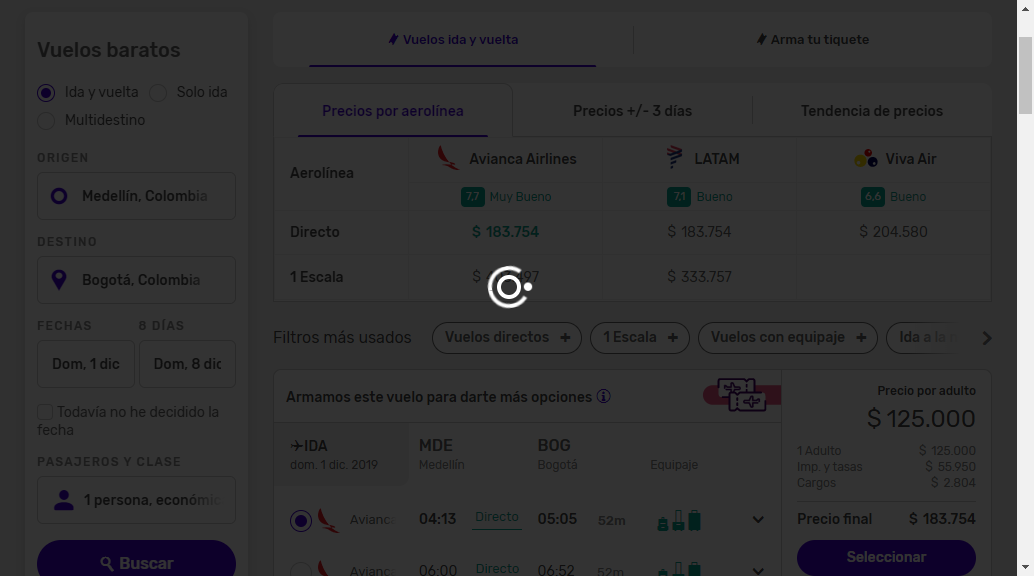 Vuelos baratos
Ida y vuelta
Solo ida
Multidestino
ORIGEN
Medellín, Colombia
DESTINO
Bogotá, Colombia
FECHAS
8 DÍAS
Dom, 1 dic
Dom, 8 dic
Todavía no he decidido la
fecha
PASAJEROS Y CLASE
1 persona, económic
Buscar
Vuelos ida y vuelta
Arma tu tiquete
Precios por aerolínea
Precios +/- 3 días
Tendencia de precios
Aerolínea
Avianca Airlines
LATAM
Viva Air
7,7 Muy Bueno
7,1 Bueno
6,6 Bueno
Directo
$ 183.754
$ 183.754
$ 204.580
1 Escala
$ 333.757
Filtros más usados
Vuelos directos +
1 Escala +
Vuelos con equipaje +
Ida a la
Armamos este vuelo para darte más opciones
IDA
dom. 1 dic. 2019
MDE
Medellín
BOG
Bogotá
Equipaje
Avianca
04:13
Directo
05:05
52m
Avianca
06:00
Directo
06:52
52m
Precio por adulto
$ 125.000
1 Adulto $ 125.000
Imp. y tasas $ 55.950
Cargos $ 2.804
Precio final $ 183.754
Seleccionar